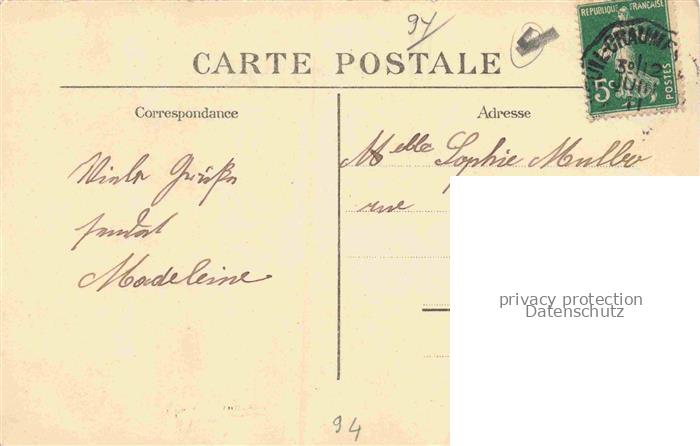 94
CARTE POSTALE
REPUBLIQUE FRANÇAISE
5c
POSTES
Correspondance
Adresse
Viele Grüße
sendet
Madeleine
Melle Sophie Muller
rue
privacy protection
Datenschutz
94